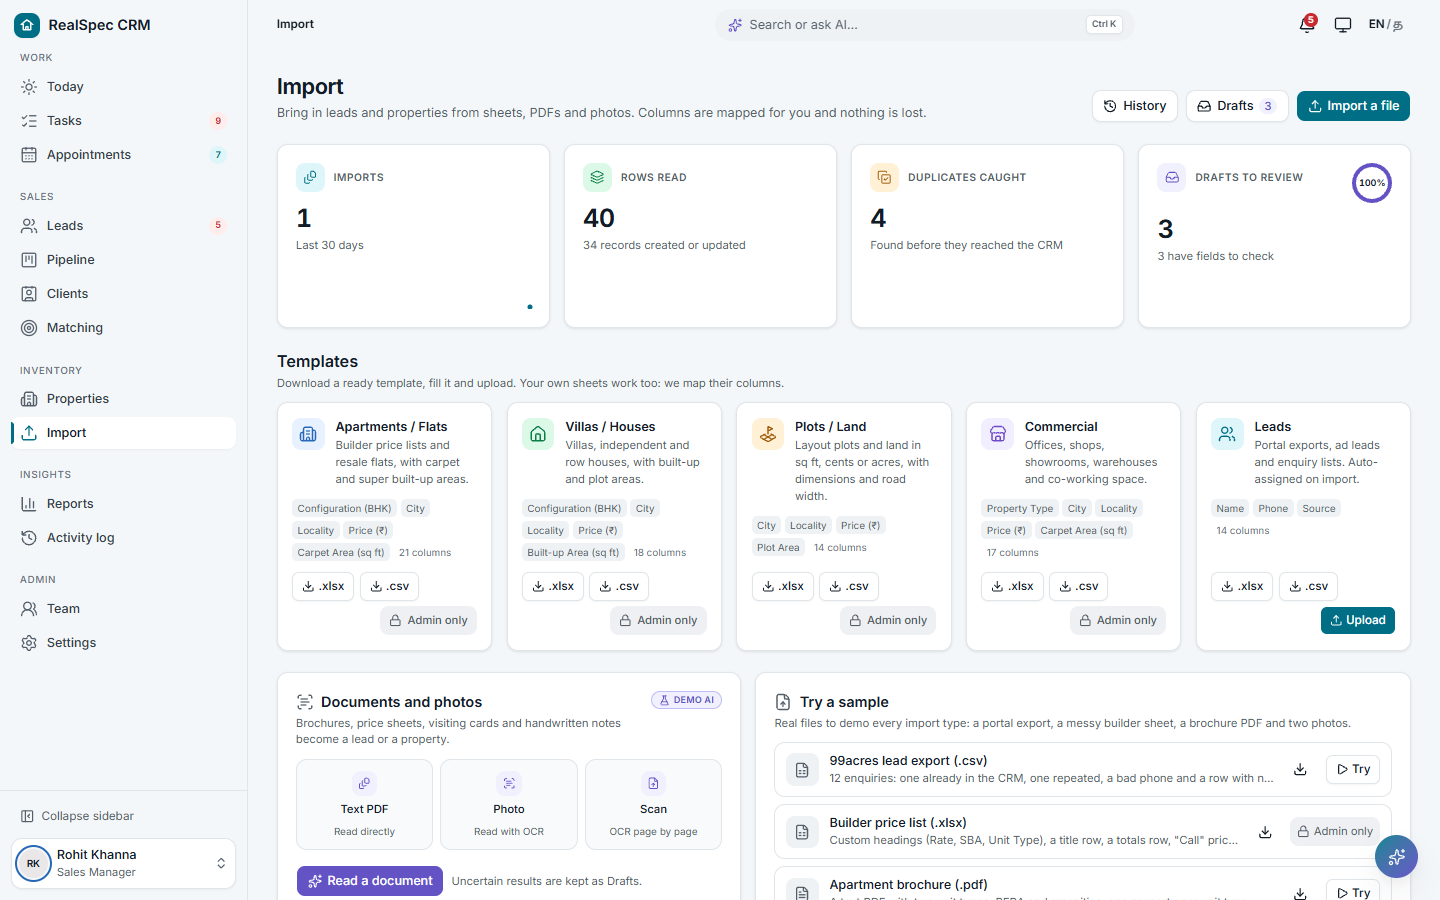 RealSpec CRM
WORK
Today
Tasks 9
Appointments 7
SALES
Leads 5
Pipeline
Clients
Matching
INVENTORY
Properties
Import
INSIGHTS
Reports
Activity log
ADMIN
Team
Settings
Collapse sidebar
RK
Rohit Khanna
Sales Manager
Import
Search or ask AI...
Ctrl K
5
EN / த
Import
Bring in leads and properties from sheets, PDFs and photos. Columns are mapped for you and nothing is lost.
History
Drafts 3
Import a file
IMPORTS
1
Last 30 days
ROWS READ
40
34 records created or updated
DUPLICATES CAUGHT
4
Found before they reached the CRM
DRAFTS TO REVIEW
100%
3
3 have fields to check
Templates
Download a ready template, fill it and upload. Your own sheets work too: we map their columns.
Apartments / Flats
Builder price lists and
resale flats, with carpet
and super built-up areas.
Configuration (BHK) City
Locality Price (₹)
Carpet Area (sq ft) 21 columns
.xlsx .csv
Admin only
Villas / Houses
Villas, independent and
row houses, with built-up
and plot areas.
Configuration (BHK) City
Locality Price (₹)
Built-up Area (sq ft) 18 columns
.xlsx .csv
Admin only
Plots / Land
Layout plots and land in
sq ft, cents or acres, with
dimensions and road
width.
City Locality Price (₹)
Plot Area 14 columns
.xlsx .csv
Admin only
Commercial
Offices, shops,
showrooms, warehouses
and co-working space.
Property Type City Locality
Price (₹) Carpet Area (sq ft)
17 columns
.xlsx .csv
Admin only
Leads
Portal exports, ad leads
and enquiry lists. Auto-
assigned on import.
Name Phone Source
14 columns
.xlsx .csv
Upload
Documents and photos
DEMO AI
Brochures, price sheets, visiting cards and handwritten notes
become a lead or a property.
Text PDF
Read directly
Photo
Read with OCR
Scan
OCR page by page
Read a document
Uncertain results are kept as Drafts.
Try a sample
Real files to demo every import type: a portal export, a messy builder sheet, a brochure PDF and two photos.
99acres lead export (.csv)
12 enquiries: one already in the CRM, one repeated, a bad phone and a row with n...
Try
Builder price list (.xlsx)
Custom headings (Rate, SBA, Unit Type), a title row, a totals row, "Call" pric...
Admin only
Apartment brochure (.pdf)
Try